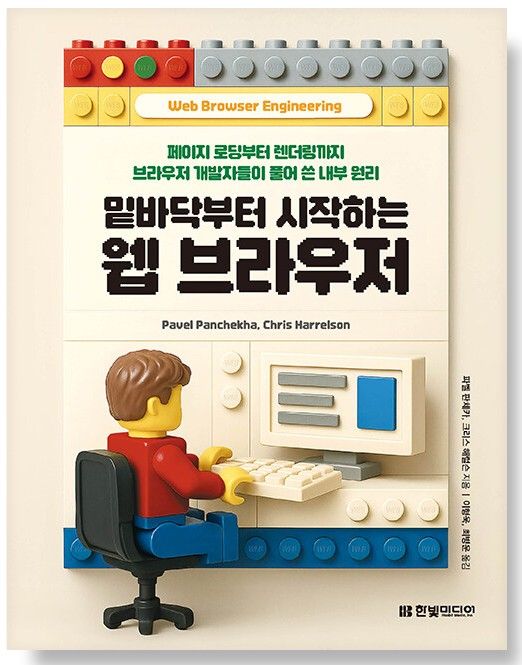 Web Browser Engineering
페이지 로딩부터 렌더링까지
브라우저 개발자들이 풀어 쓴 내부 원리
밑바닥부터 시작하는
웹 브라우저
Pavel Panchekha, Chris Harrelson
파벨 판체카, 크리스 해럴슨 지음 | 이형욱, 최병운 옮김
한빛미디어
Hanbit Media, Inc.